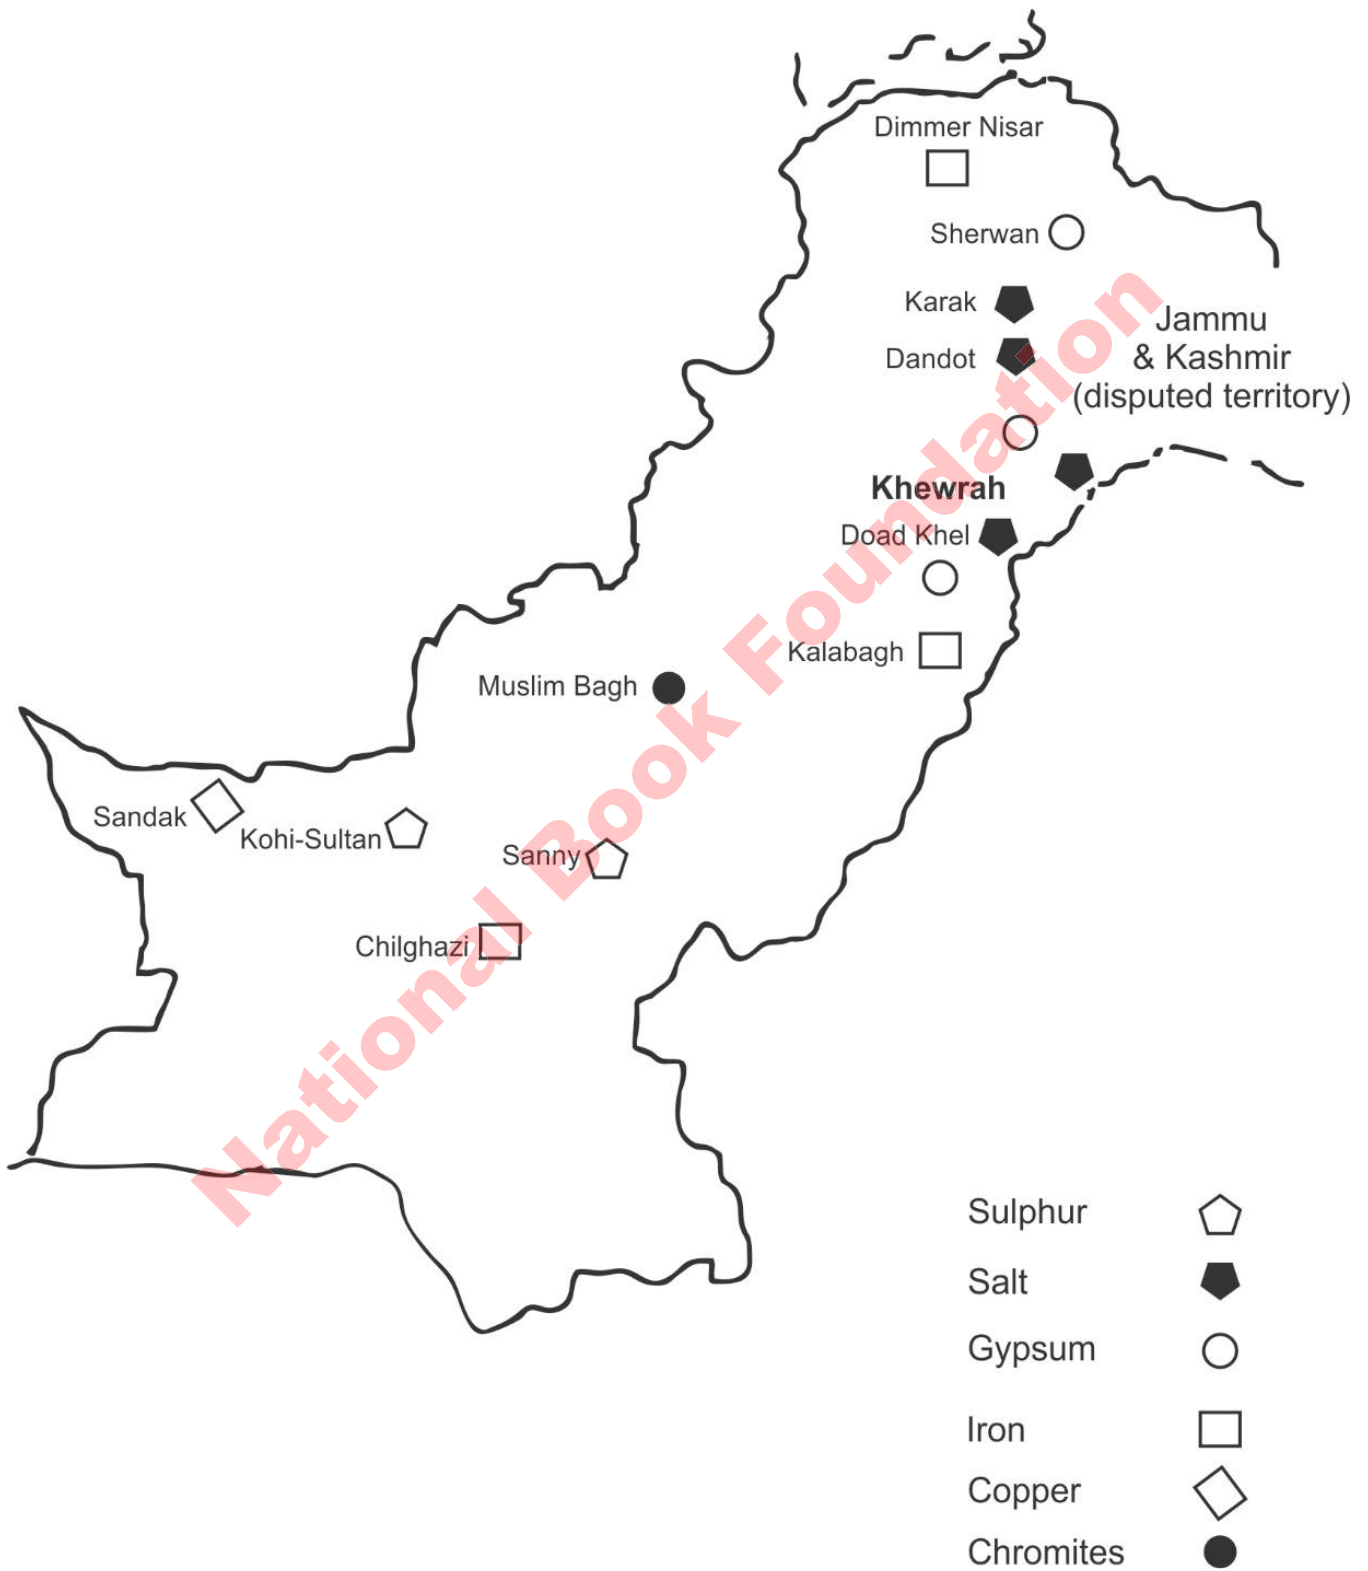 Dimmer Nisar
Sherwan
Karak
Jammu
& Kashmir
(disputed territory)
Dandot
Khewrah
Doad Khel
Kalabagh
Muslim Bagh
Sandak
Kohi-Sultan
Sanny
Chilghazi
National Book Foundation
Sulphur
Salt
Gypsum
Iron
Copper
Chromites